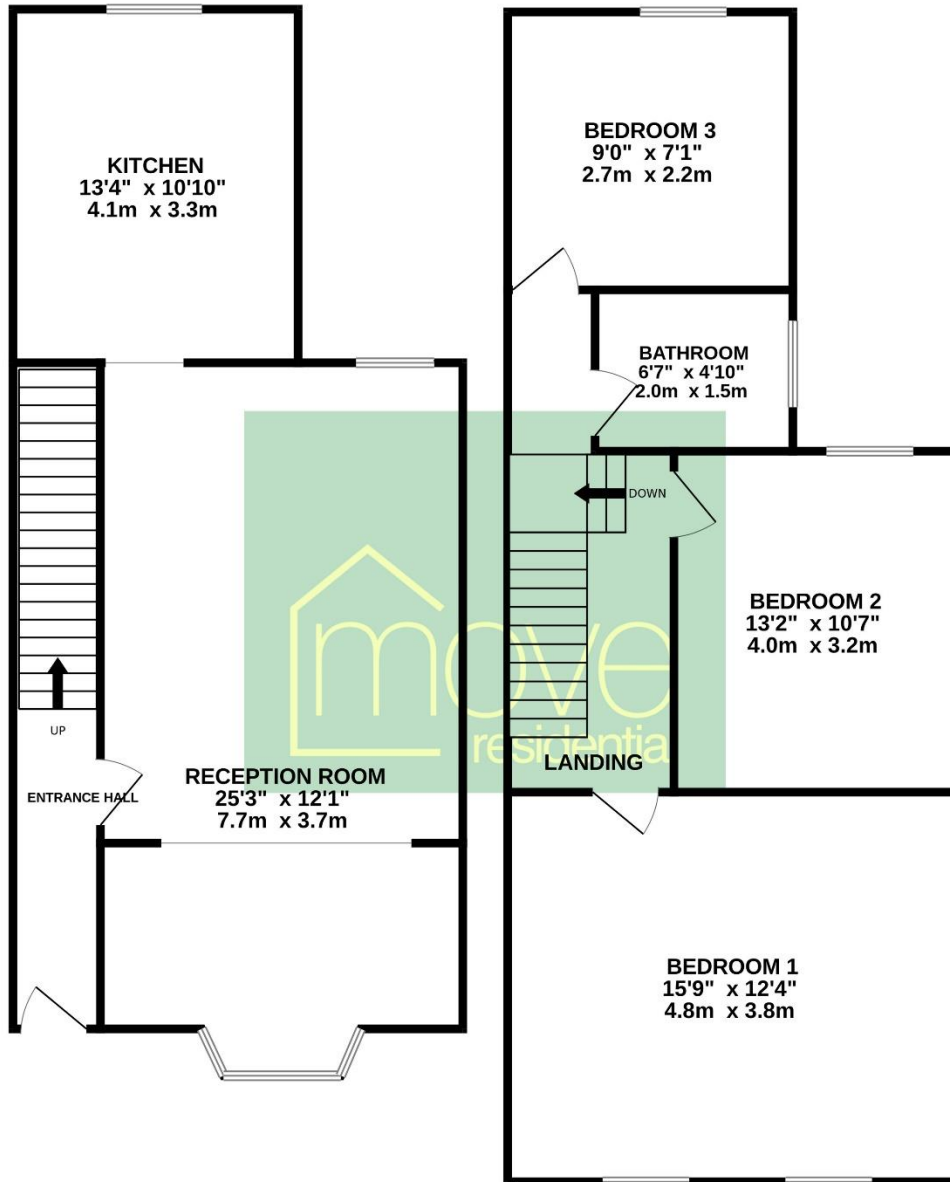 KITCHEN
13'4" x 10'10"
4.1m x 3.3m
UP
ENTRANCE HALL
RECEPTION ROOM
25'3" x 12'1"
7.7m x 3.7m
BEDROOM 3
9'0" x 7'1"
2.7m x 2.2m
BATHROOM
6'7" x 4'10"
2.0m x 1.5m
DOWN
BEDROOM 2
13'2" x 10'7"
4.0m x 3.2m
move
residential
LANDING
BEDROOM 1
15'9" x 12'4"
4.8m x 3.8m